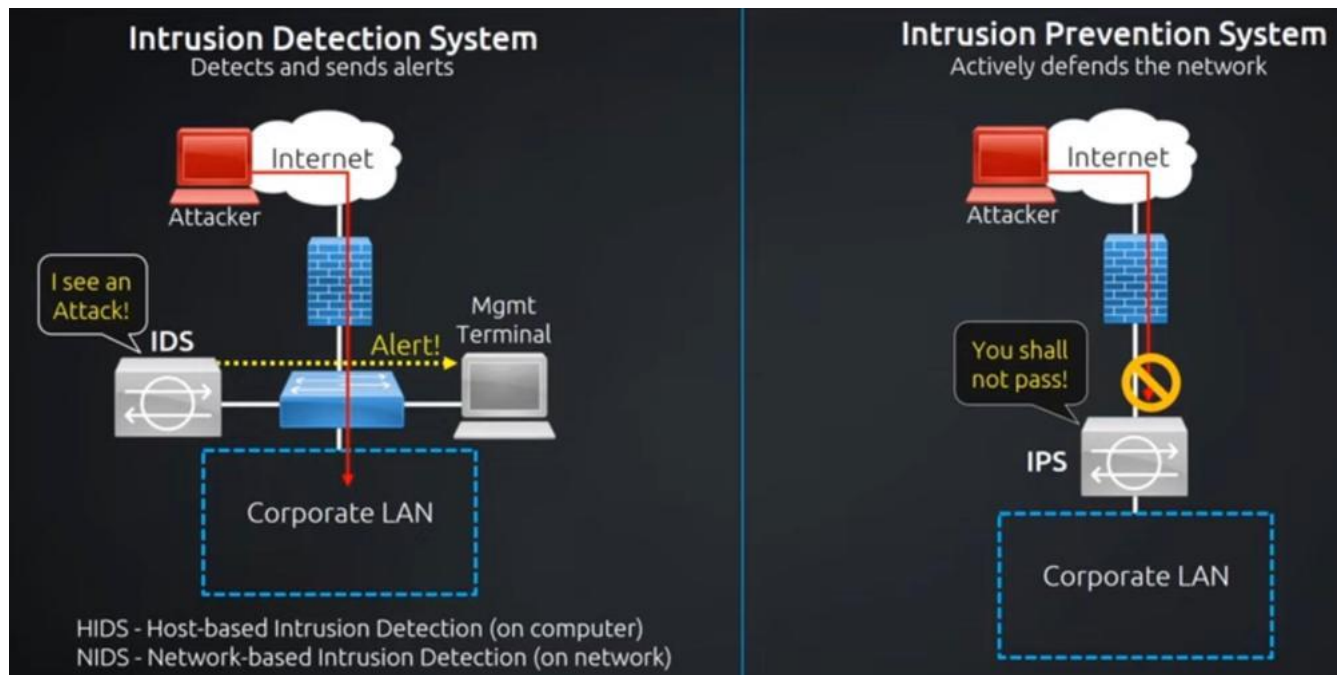 Intrusion Detection System
Detects and sends alerts
Internet
Attacker
I see an
Attack!
IDS
Alert!
Mgmt
Terminal
Corporate LAN
HIDS - Host-based Intrusion Detection (on computer)
NIDS - Network-based Intrusion Detection (on network)
Intrusion Prevention System
Actively defends the network
Internet
Attacker
You shall
not pass!
IPS
Corporate LAN